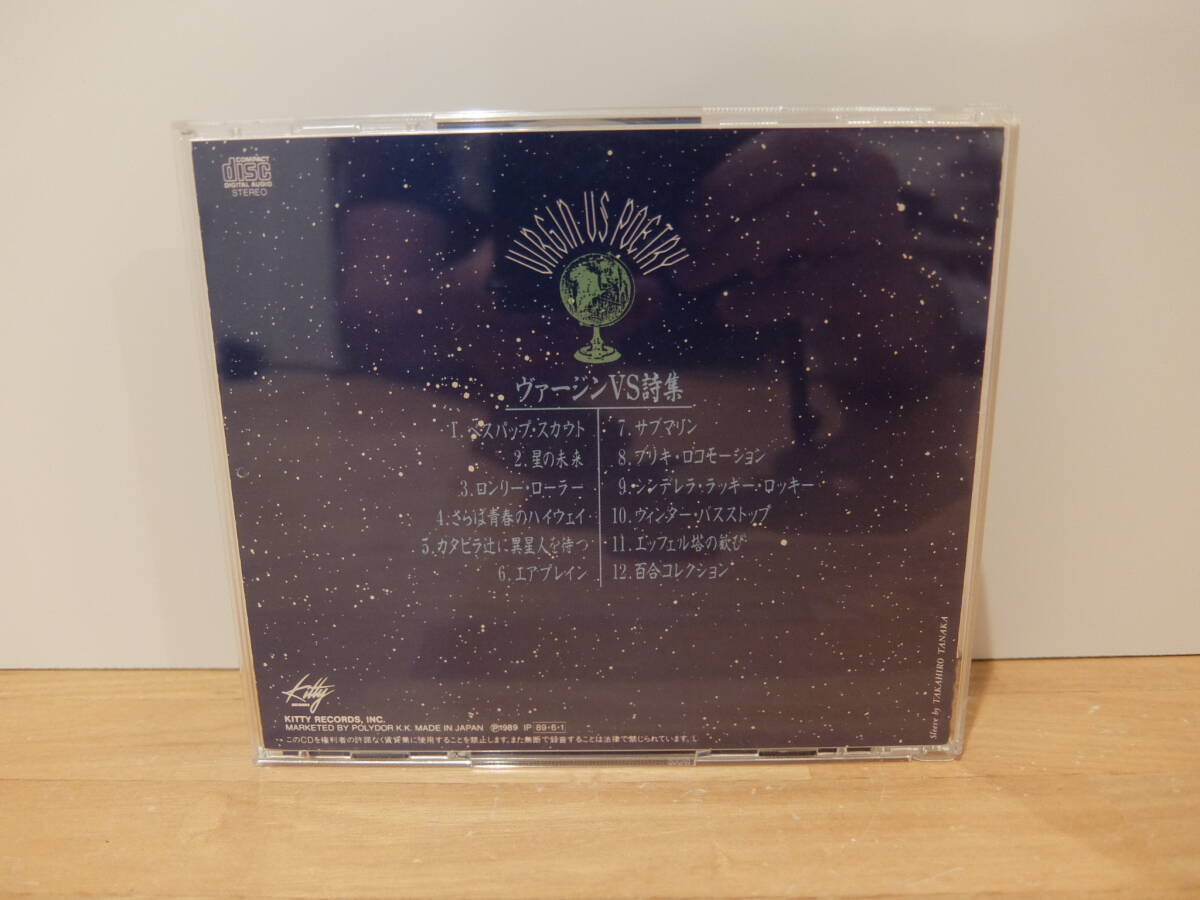 COMPACT
disc
DIGITAL AUDIO
STEREO
VIRGIN VS POETRY
ヴァージンVS詩集
1.ベスパップ・スカウト
2.星の未来
3.ロンリー・ローラー
4.さらば青春のハイウェイ
5.カタビラ辻に異星人を待つ
6.エアプレイン
7.サブマリン
8.ブリキ・ロコモーション
9.シンデレラ・ラッキー・ロッキー
10.ヴィンター・バスストップ
11.エッフェル塔の歓び
12.百合コレクション
Sleeve by TAKAHIRO TANAKA
Kitty
RECORDS
KITTY RECORDS, INC.
MARKETED BY POLYDOR K.K. MADE IN JAPAN Ⓟ1989 IP 89・6・1
このCDを権利者の許諾なく賃貸業に使用することを禁止します。また無断で録音することは法律で禁じられています。L